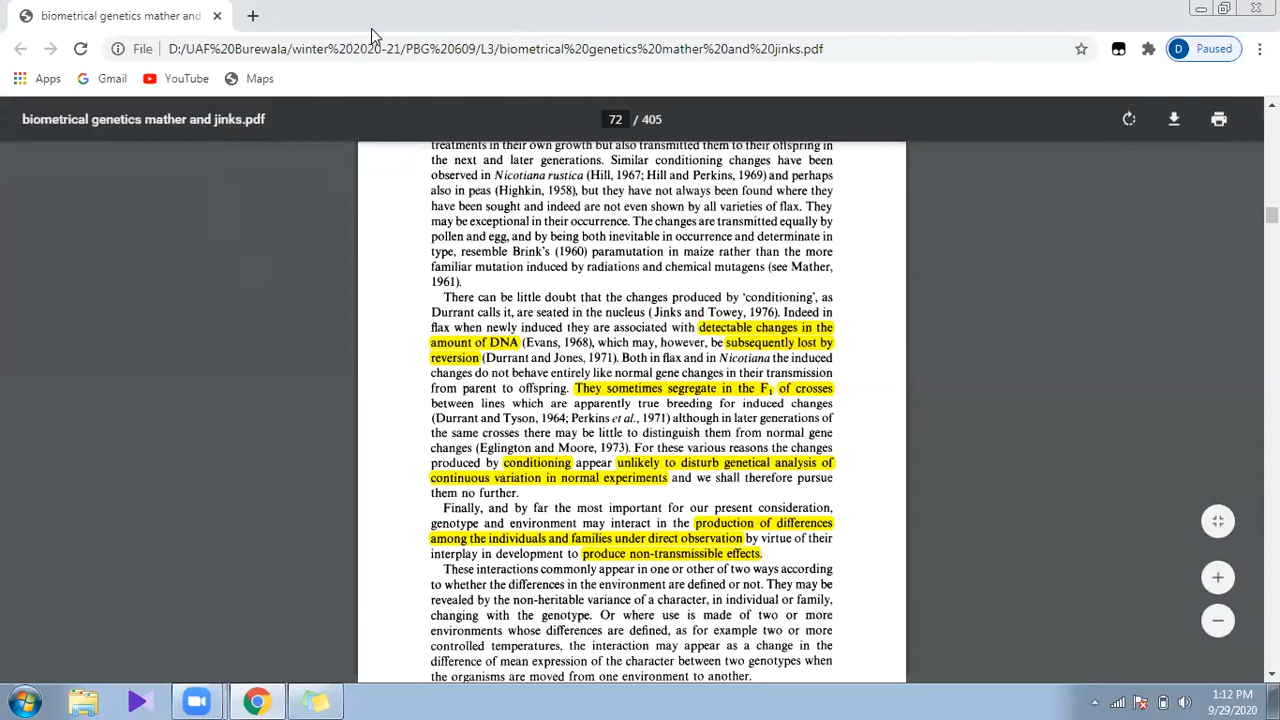 biometrical genetics mather and
File
D:/UAF%20Burewala/winter%202020-21/PBG%20609/L3/biometrical%20genetics%20mather%20and%20jinks.pdf
D Paused
Apps
Gmail
YouTube
Maps
biometrical genetics mather and jinks.pdf
72 / 405
treatments in their own growth but also transmitted them to their offspring in
the next and later generations. Similar conditioning changes have been
observed in Nicotiana rustica (Hill, 1967; Hill and Perkins, 1969) and perhaps
also in peas (Highkin, 1958), but they have not always been found where they
have been sought and indeed are not even shown by all varieties of flax. They
may be exceptional in their occurrence. The changes are transmitted equally by
pollen and egg, and by being both inevitable in occurrence and determinate in
type, resemble Brink's (1960) paramutation in maize rather than the more
familiar mutation induced by radiations and chemical mutagens (see Mather,
1961).
There can be little doubt that the changes produced by 'conditioning', as
Durrant calls it, are seated in the nucleus (Jinks and Towey, 1976). Indeed in
flax when newly induced they are associated with detectable changes in the
amount of DNA (Evans, 1968), which may, however, be subsequently lost by
reversion (Durrant and Jones, 1971). Both in flax and in Nicotiana the induced
changes do not behave entirely like normal gene changes in their transmission
from parent to offspring. They sometimes segregate in the F1 of crosses
between lines which are apparently true breeding for induced changes
(Durrant and Tyson, 1964; Perkins et al., 1971) although in later generations of
the same crosses there may be little to distinguish them from normal gene
changes (Eglington and Moore, 1973). For these various reasons the changes
produced by conditioning appear unlikely to disturb genetical analysis of
continuous variation in normal experiments and we shall therefore pursue
them no further.
Finally, and by far the most important for our present consideration,
genotype and environment may interact in the production of differences
among the individuals and families under direct observation by virtue of their
interplay in development to produce non-transmissible effects.
These interactions commonly appear in one or other of two ways according
to whether the differences in the environment are defined or not. They may be
revealed by the non-heritable variance of a character, in individual or family,
changing with the genotype. Or where use is made of two or more
environments whose differences are defined, as for example two or more
controlled temperatures, the interaction may appear as a change in the
difference of mean expression of the character between two genotypes when
the organisms are moved from one environment to another.
1:12 PM
9/29/2020